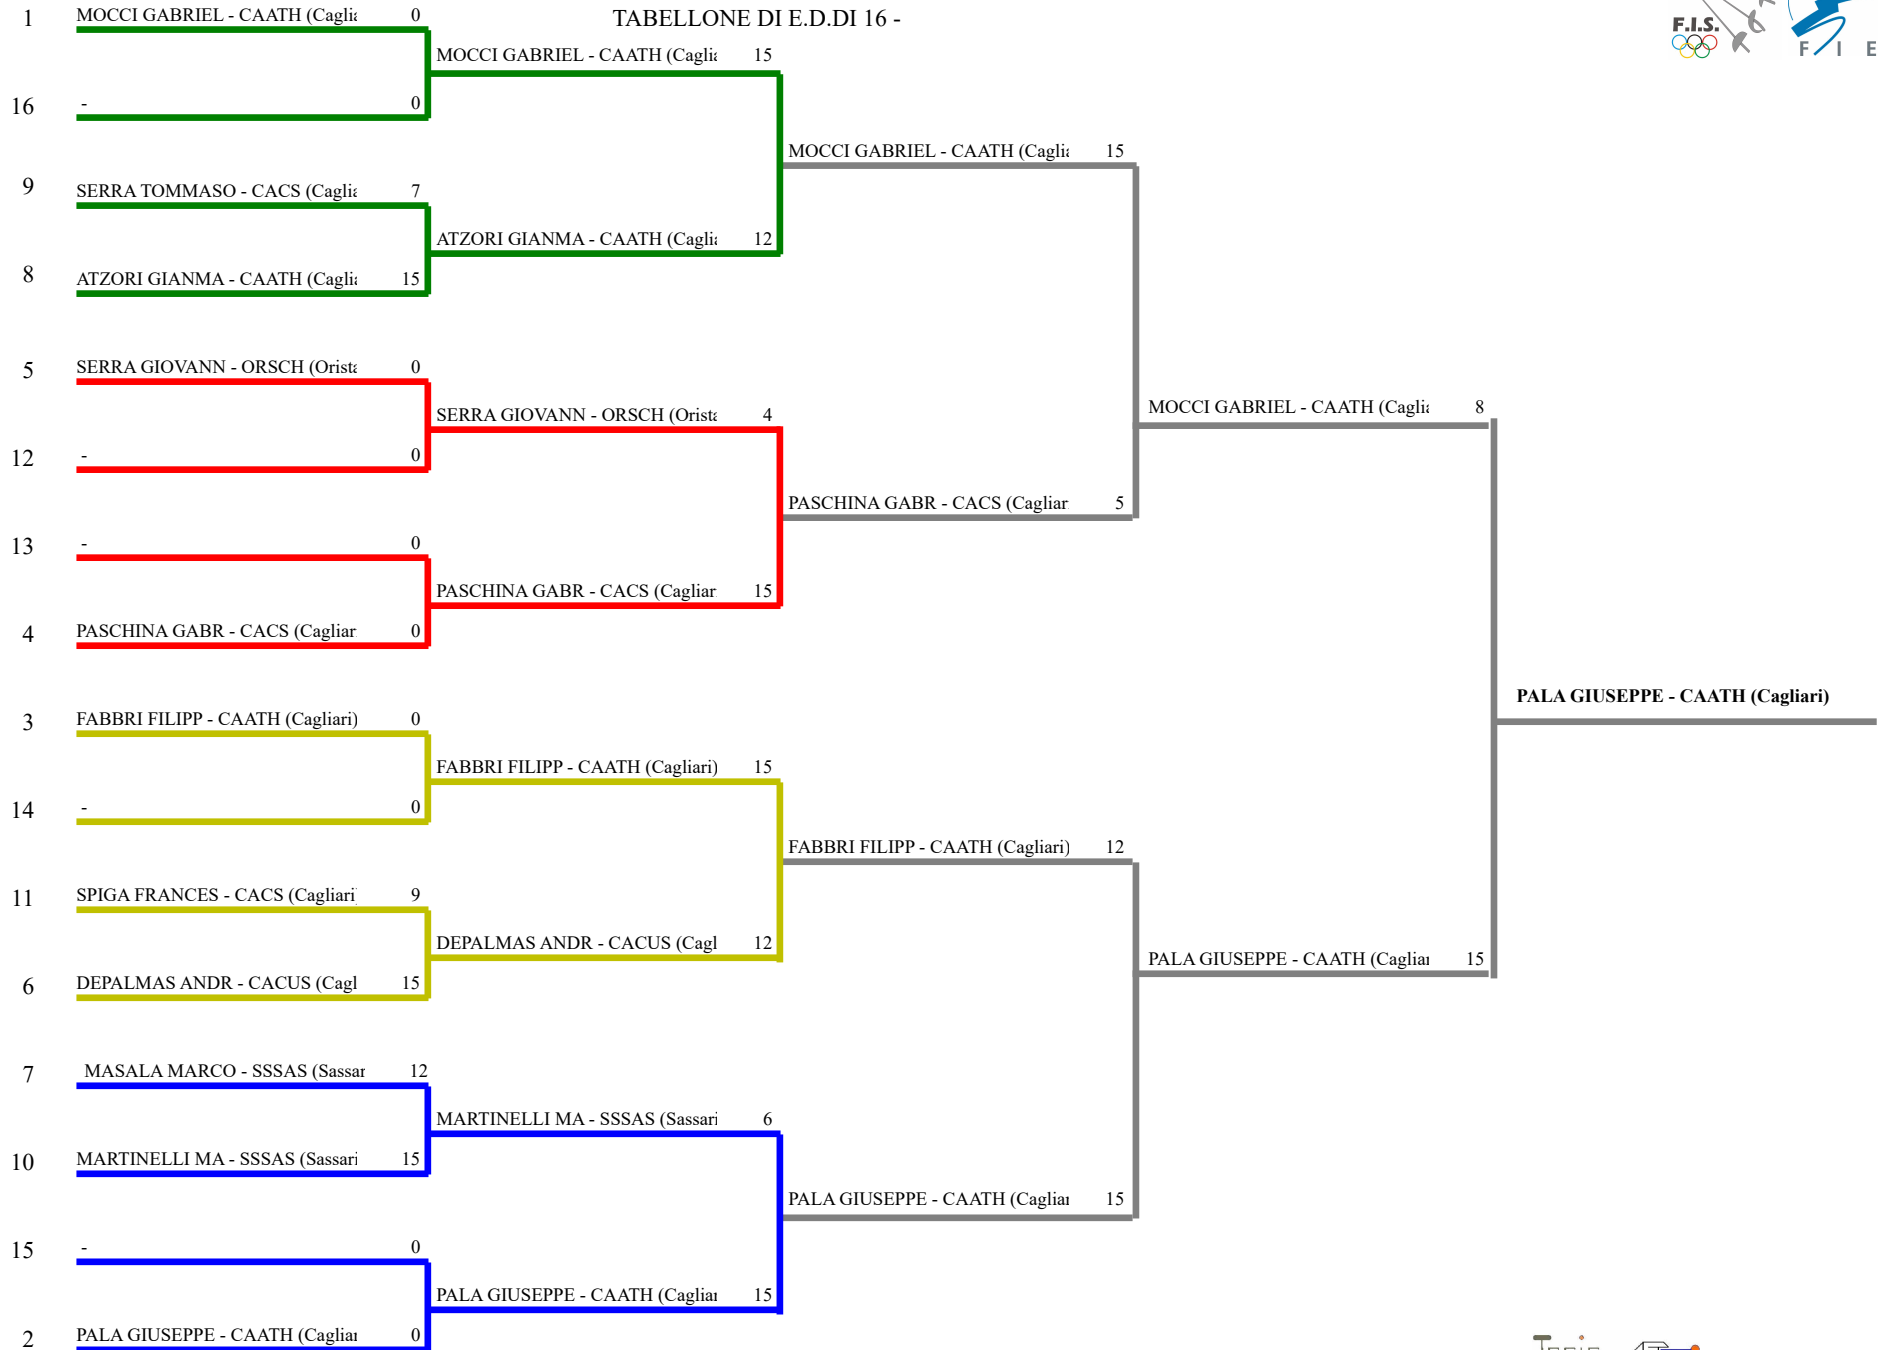 TABELLONE DI E.D.DI 16 -
F.I.S.
F I E
1 MOCCI GABRIEL - CAATH (Caglia 0
MOCCI GABRIEL - CAATH (Caglia 15
16 - 0
MOCCI GABRIEL - CAATH (Caglia 15
9 SERRA TOMMASO - CACS (Caglia 7
ATZORI GIANMA - CAATH (Caglia 12
8 ATZORI GIANMA - CAATH (Caglia 15
5 SERRA GIOVANN - ORSCH (Orista 0
MOCCI GABRIEL - CAATH (Caglia 8
SERRA GIOVANN - ORSCH (Orista 4
12 - 0
PASCHINA GABR - CACS (Cagliar 5
13 - 0
PASCHINA GABR - CACS (Cagliar 15
4 PASCHINA GABR - CACS (Cagliar 0
PALA GIUSEPPE - CAATH (Cagliari)
3 FABBRI FILIPP - CAATH (Cagliari) 0
FABBRI FILIPP - CAATH (Cagliari) 15
14 - 0
FABBRI FILIPP - CAATH (Cagliari) 12
11 SPIGA FRANCES - CACS (Cagliari) 9
DEPALMAS ANDR - CACUS (Cagl 12
PALA GIUSEPPE - CAATH (Cagliar 15
6 DEPALMAS ANDR - CACUS (Cagl 15
7 MASALA MARCO - SSSAS (Sassar 12
MARTINELLI MA - SSSAS (Sassari 6
10 MARTINELLI MA - SSSAS (Sassari 15
PALA GIUSEPPE - CAATH (Cagliar 15
15 - 0
PALA GIUSEPPE - CAATH (Cagliar 15
2 PALA GIUSEPPE - CAATH (Cagliar 0